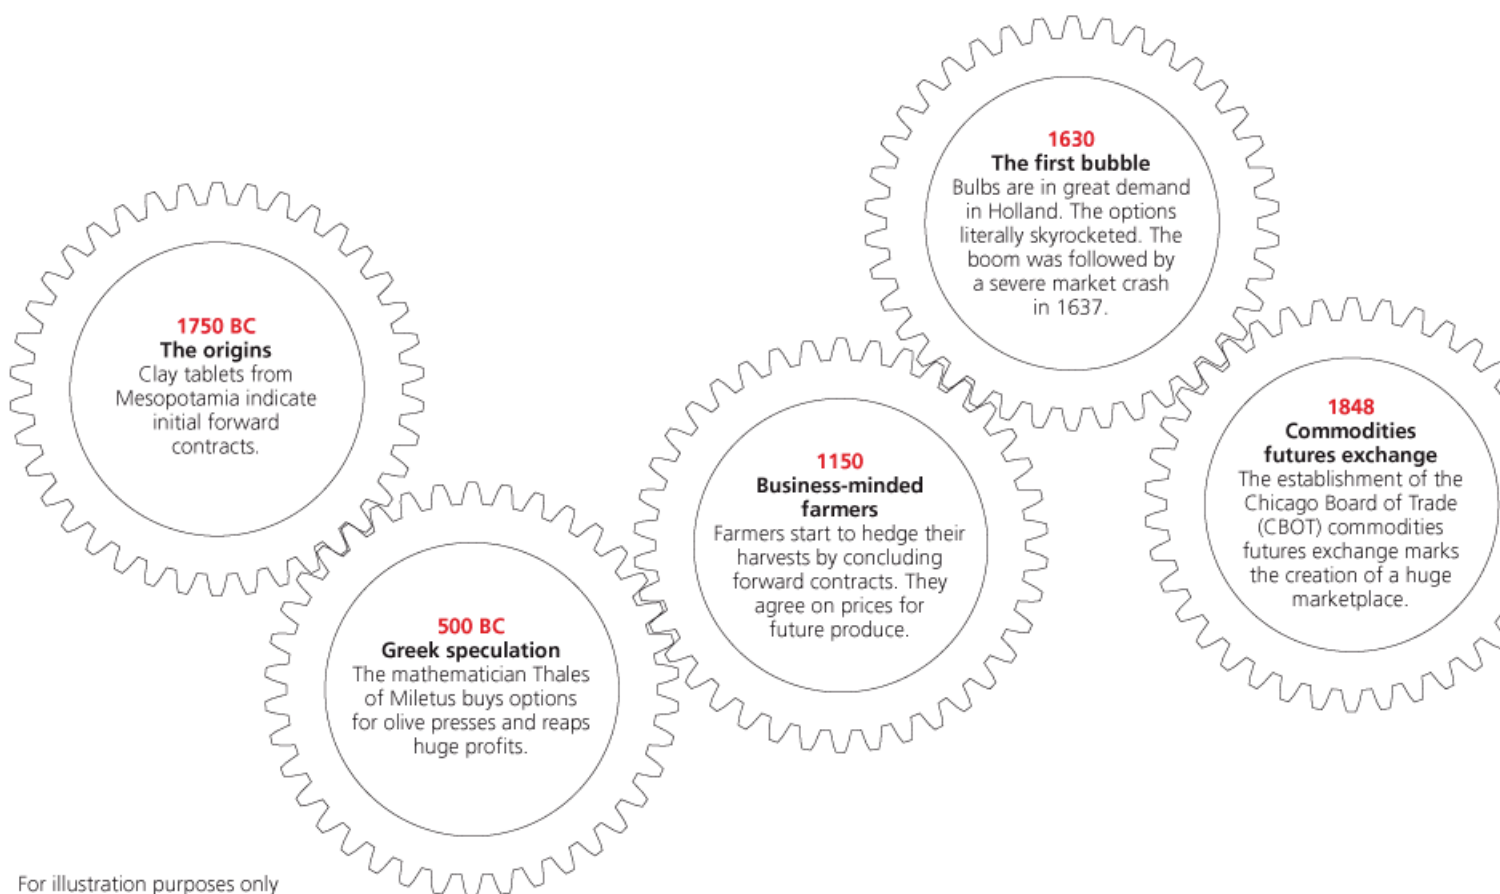 1750 BC
The origins
Clay tablets from
Mesopotamia indicate
initial forward
contracts.
500 BC
Greek speculation
The mathematician Thales
of Miletus buys options
for olive presses and reaps
huge profits.
1150
Business-minded
farmers
Farmers start to hedge their
harvests by concluding
forward contracts. They
agree on prices for
future produce.
1630
The first bubble
Bulbs are in great demand
in Holland. The options
literally skyrocketed. The
boom was followed by
a severe market crash
in 1637.
1848
Commodities
futures exchange
The establishment of the
Chicago Board of Trade
(CBOT) commodities
futures exchange marks
the creation of a huge
marketplace.
For illustration purposes only